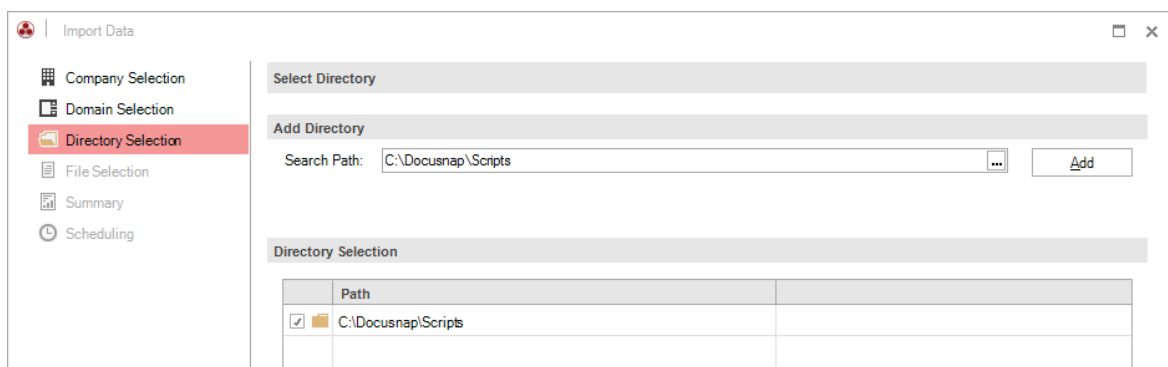 Import Data
Company Selection
Domain Selection
Directory Selection
File Selection
Summary
Scheduling
Select Directory
Add Directory
Search Path: C:\Docusnap\Scripts ... Add
Directory Selection
Path
C:\Docusnap\Scripts